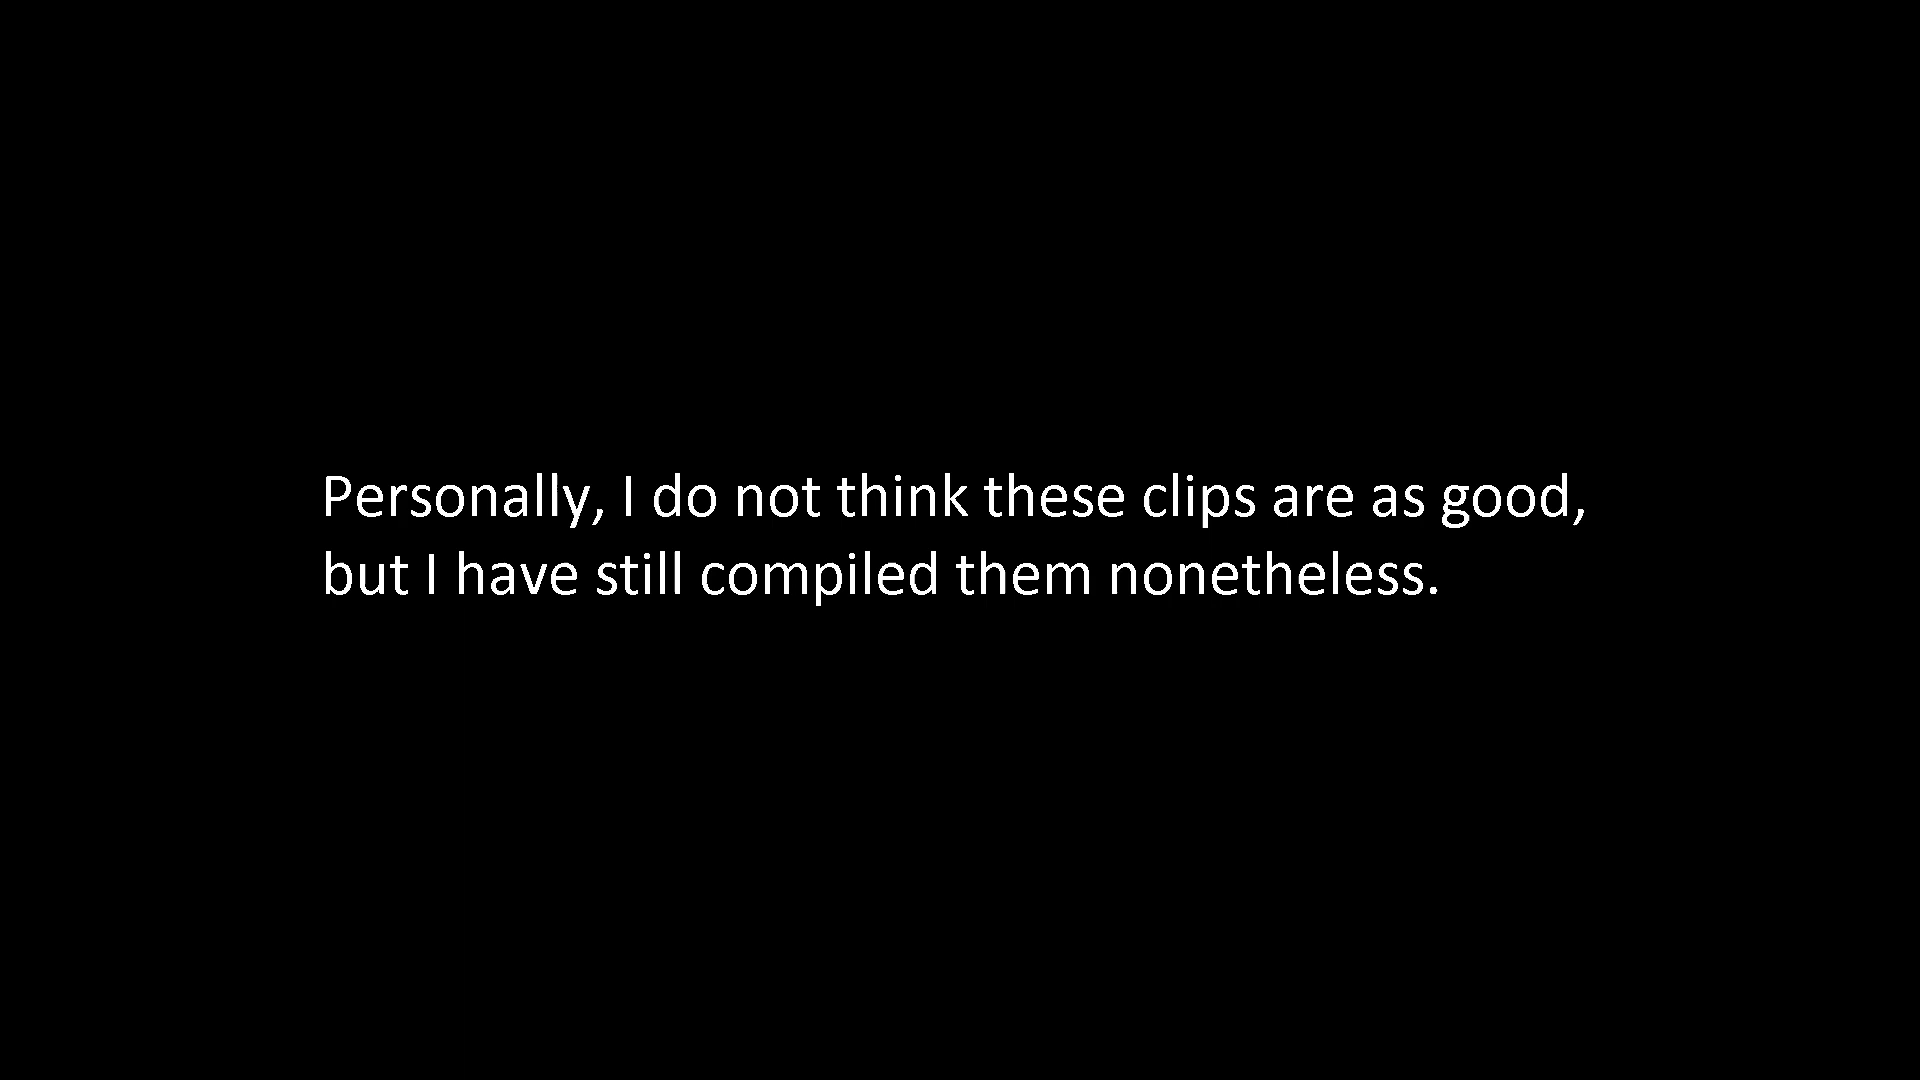 Personally, I do not think these clips are as good,
but I have still compiled them nonetheless.